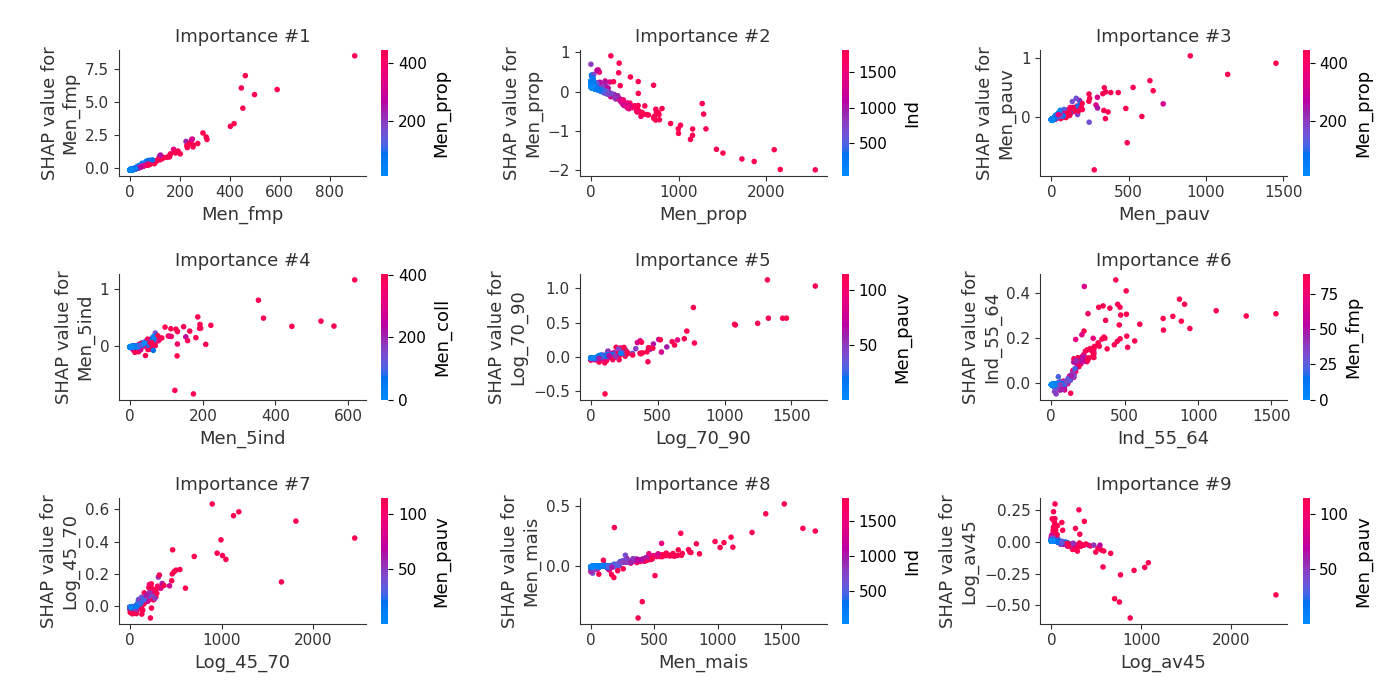 Importance #1
SHAP value for
Men_fmp
7.5
5.0
2.5
0.0
0
200
400
600
800
Men_fmp
400
200
Men_prop
Importance #2
SHAP value for
Men_prop
1
0
−1
−2
0
1000
2000
Men_prop
1500
1000
500
Ind
Importance #3
SHAP value for
Men_pauv
1
0
0
500
1000
1500
Men_pauv
400
200
Men_prop
Importance #4
SHAP value for
Men_5ind
1
0
0
200
400
600
Men_5ind
400
200
0
Men_coll
Importance #5
SHAP value for
Log_70_90
1.0
0.5
0.0
−0.5
0
500
1000
1500
Log_70_90
100
50
Men_pauv
Importance #6
SHAP value for
Ind_55_64
0.4
0.2
0.0
0
500
1000
1500
Ind_55_64
75
50
25
0
Men_fmp
Importance #7
SHAP value for
Log_45_70
0.6
0.4
0.2
0.0
0
1000
2000
Log_45_70
100
50
Men_pauv
Importance #8
SHAP value for
Men_mais
0.5
0.0
0
500
1000
1500
Men_mais
1500
1000
500
Ind
Importance #9
SHAP value for
Log_av45
0.25
0.00
−0.25
−0.50
0
1000
2000
Log_av45
100
50
Men_pauv